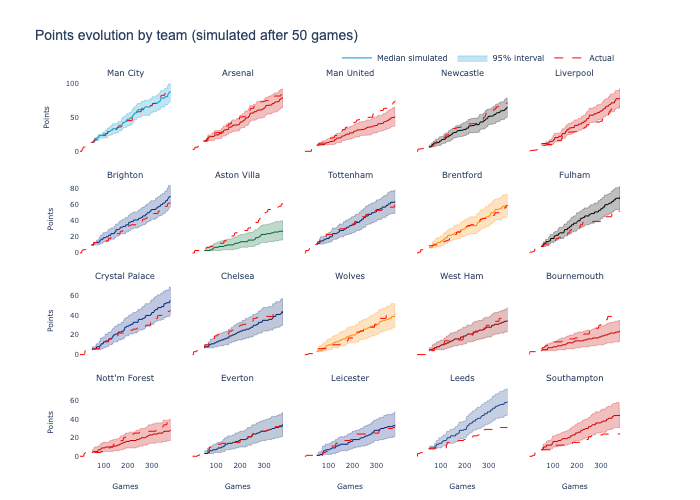 Points evolution by team (simulated after 50 games)
Median simulated 95% interval Actual
Man City Arsenal Man United Newcastle Liverpool
100
50
0
Points
Brighton Aston Villa Tottenham Brentford Fulham
80
60
40
20
0
Points
Crystal Palace Chelsea Wolves West Ham Bournemouth
60
40
20
0
Points
Nott'm Forest Everton Leicester Leeds Southampton
60
40
20
0
Points
100 200 300 100 200 300 100 200 300 100 200 300 100 200 300
Games Games Games Games Games